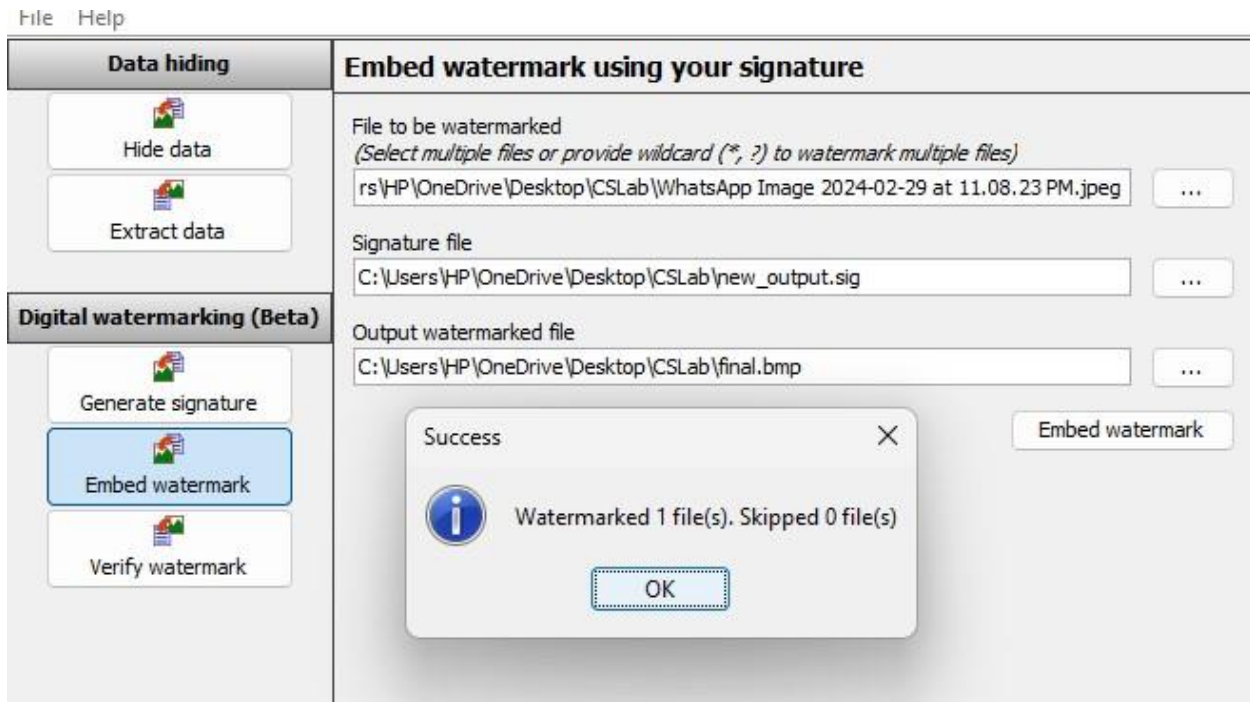 File Help
Data hiding
Hide data
Extract data
Digital watermarking (Beta)
Generate signature
Embed watermark
Verify watermark
Embed watermark using your signature
File to be watermarked
(Select multiple files or provide wildcard (*, ?) to watermark multiple files)
rs\HP\OneDrive\Desktop\CSLab\WhatsApp Image 2024-02-29 at 11.08.23 PM.jpeg
...
Signature file
C:\Users\HP\OneDrive\Desktop\CSLab\new_output.sig
...
Output watermarked file
C:\Users\HP\OneDrive\Desktop\CSLab\final.bmp
...
Embed watermark
Success
Watermarked 1 file(s). Skipped 0 file(s)
OK